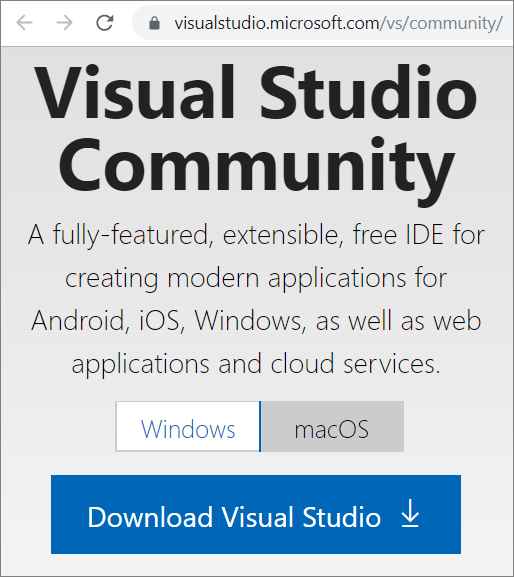 visualstudio.microsoft.com/vs/community/
Visual Studio
Community
A fully-featured, extensible, free IDE for
creating modern applications for
Android, iOS, Windows, as well as web
applications and cloud services.
Windows macOS
Download Visual Studio